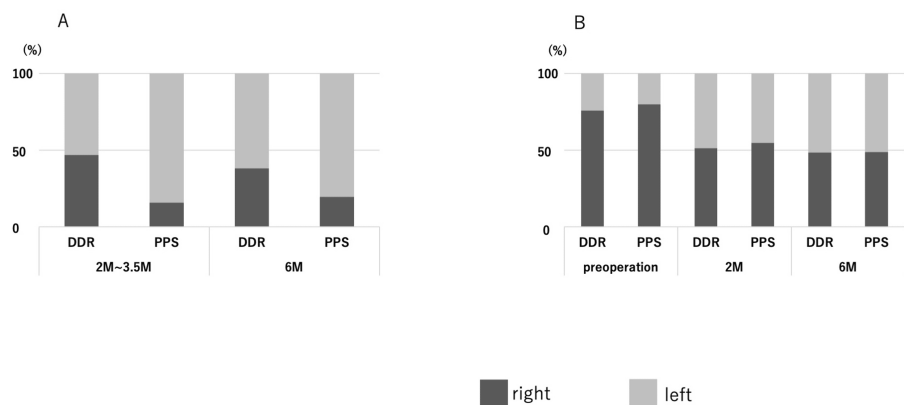 A
(%)
100
50
0
DDR PPS DDR PPS
2M~3.5M 6M
B
(%)
100
50
0
DDR PPS DDR PPS DDR PPS
preoperation 2M 6M
right left